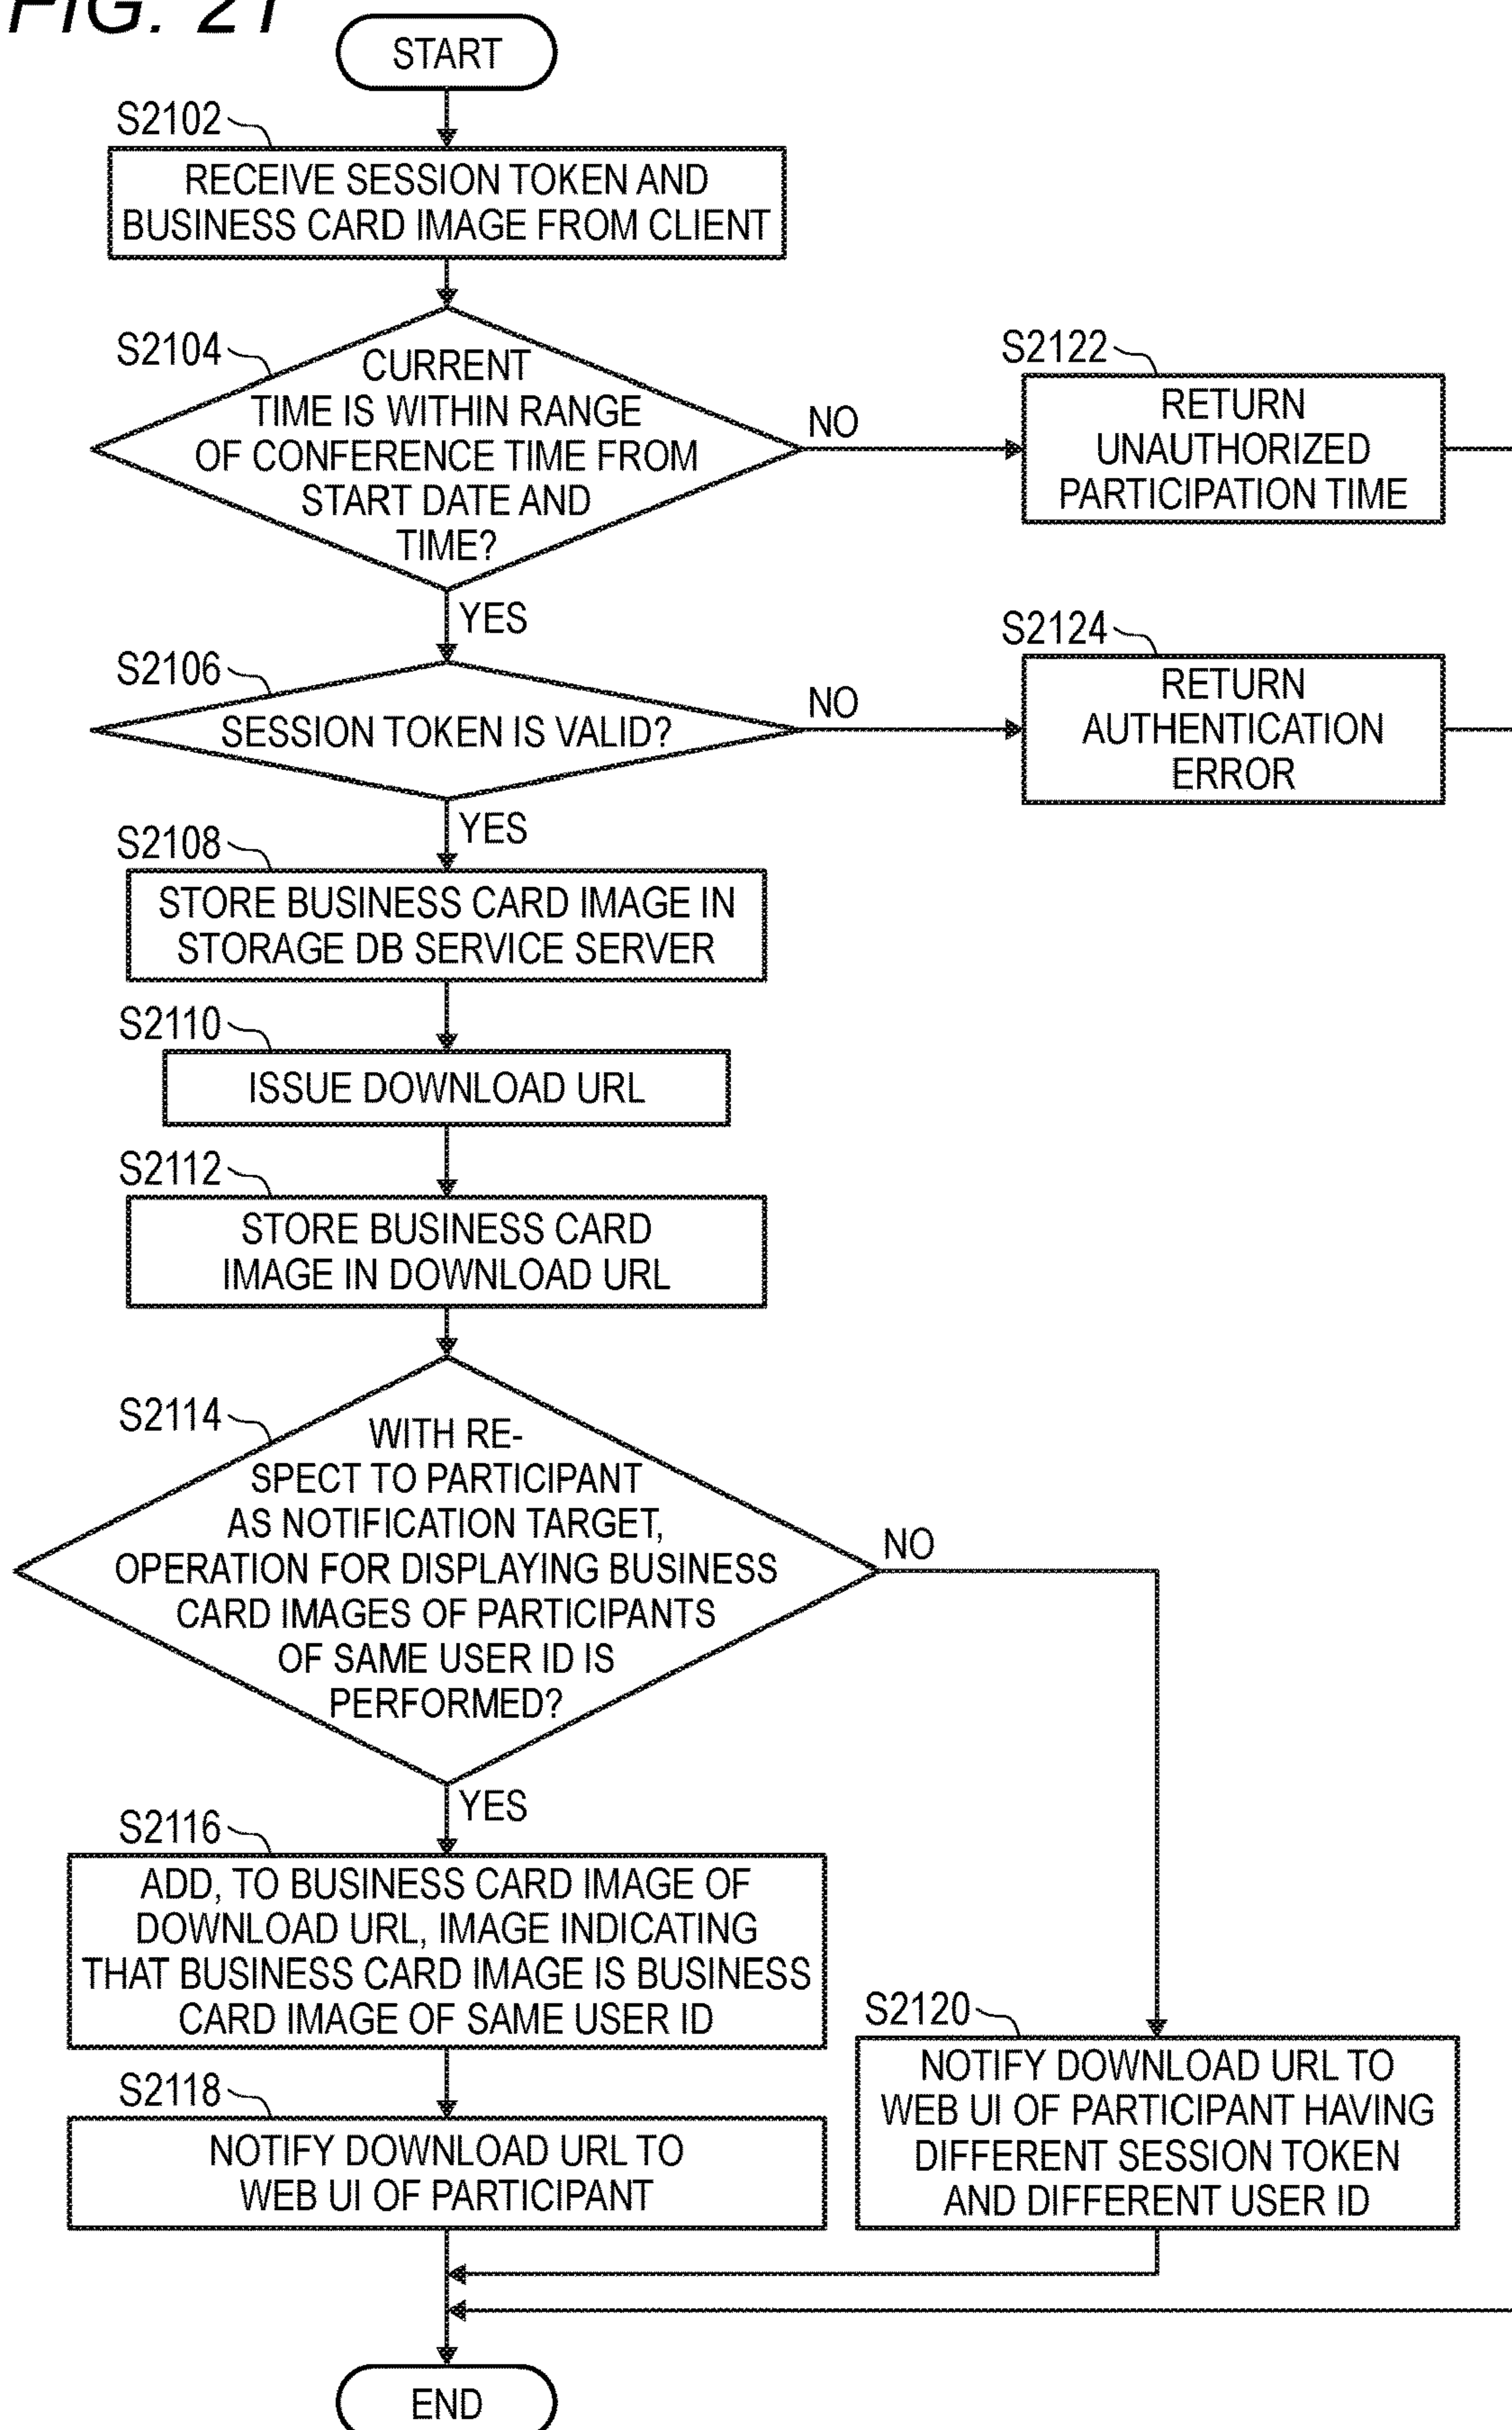 FIG. 21
START
S2102
RECEIVE SESSION TOKEN AND
BUSINESS CARD IMAGE FROM CLIENT
S2104
CURRENT
TIME IS WITHIN RANGE
OF CONFERENCE TIME FROM
START DATE AND
TIME?
NO
S2122
RETURN
UNAUTHORIZED
PARTICIPATION TIME
YES
S2106
SESSION TOKEN IS VALID?
NO
S2124
RETURN
AUTHENTICATION
ERROR
YES
S2108
STORE BUSINESS CARD IMAGE IN
STORAGE DB SERVICE SERVER
S2110
ISSUE DOWNLOAD URL
S2112
STORE BUSINESS CARD
IMAGE IN DOWNLOAD URL
S2114
WITH RE-
SPECT TO PARTICIPANT
AS NOTIFICATION TARGET,
OPERATION FOR DISPLAYING BUSINESS
CARD IMAGES OF PARTICIPANTS
OF SAME USER ID IS
PERFORMED?
NO
YES
S2116
ADD, TO BUSINESS CARD IMAGE OF
DOWNLOAD URL, IMAGE INDICATING
THAT BUSINESS CARD IMAGE IS BUSINESS
CARD IMAGE OF SAME USER ID
S2118
NOTIFY DOWNLOAD URL TO
WEB UI OF PARTICIPANT
S2120
NOTIFY DOWNLOAD URL TO
WEB UI OF PARTICIPANT HAVING
DIFFERENT SESSION TOKEN
AND DIFFERENT USER ID
END